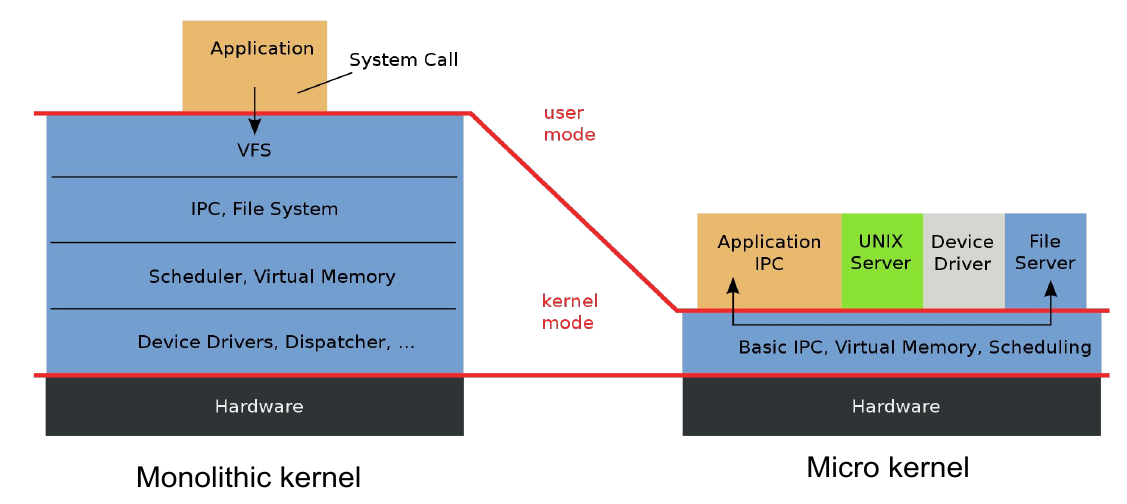 Application
System Call
VFS
IPC, File System
Scheduler, Virtual Memory
Device Drivers, Dispatcher, ...
Hardware
Monolithic kernel
user
mode
kernel
mode
Application
IPC
UNIX
Server
Device
Driver
File
Server
Basic IPC, Virtual Memory, Scheduling
Hardware
Micro kernel